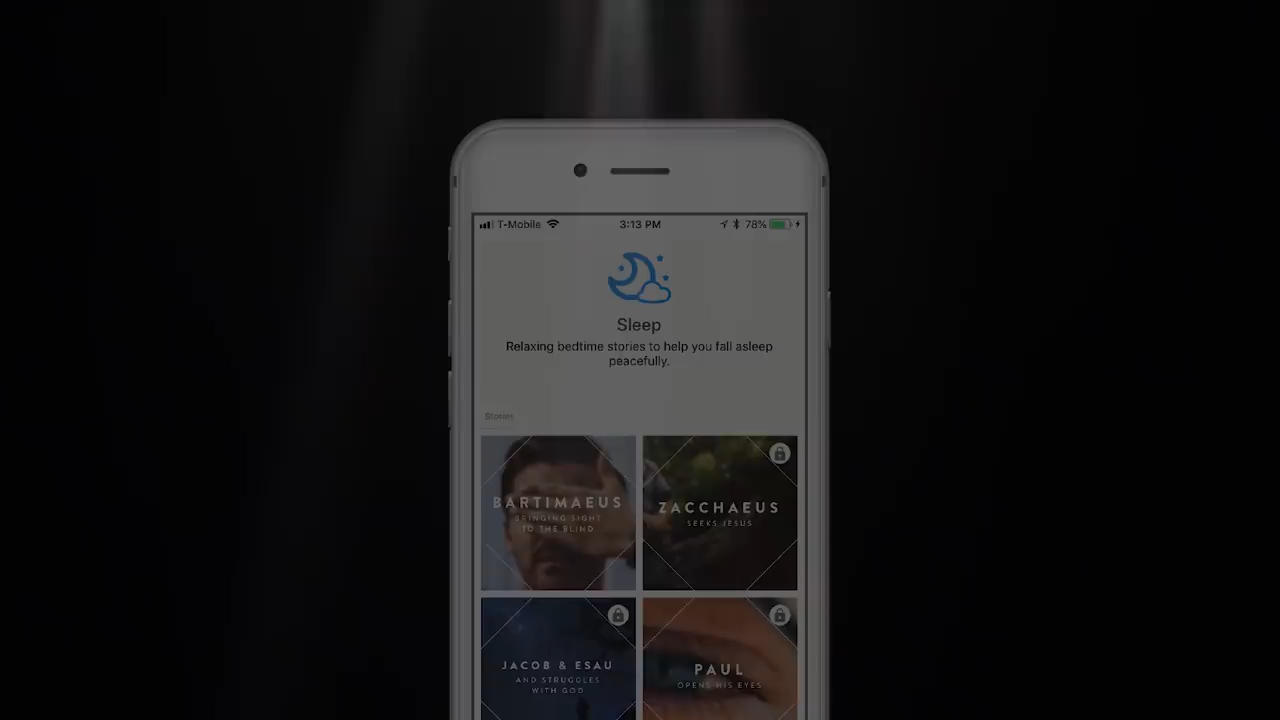 T-Mobile 3:13 PM 78%
Sleep
Relaxing bedtime stories to help you fall asleep
peacefully.
Stories
BARTIMAEUS
BRINGING SIGHT
TO THE BLIND
ZACCHAEUS
SEEKS JESUS
JACOB & ESAU
AND STRUGGLES
WITH GOD
PAUL
OPENS HIS EYES